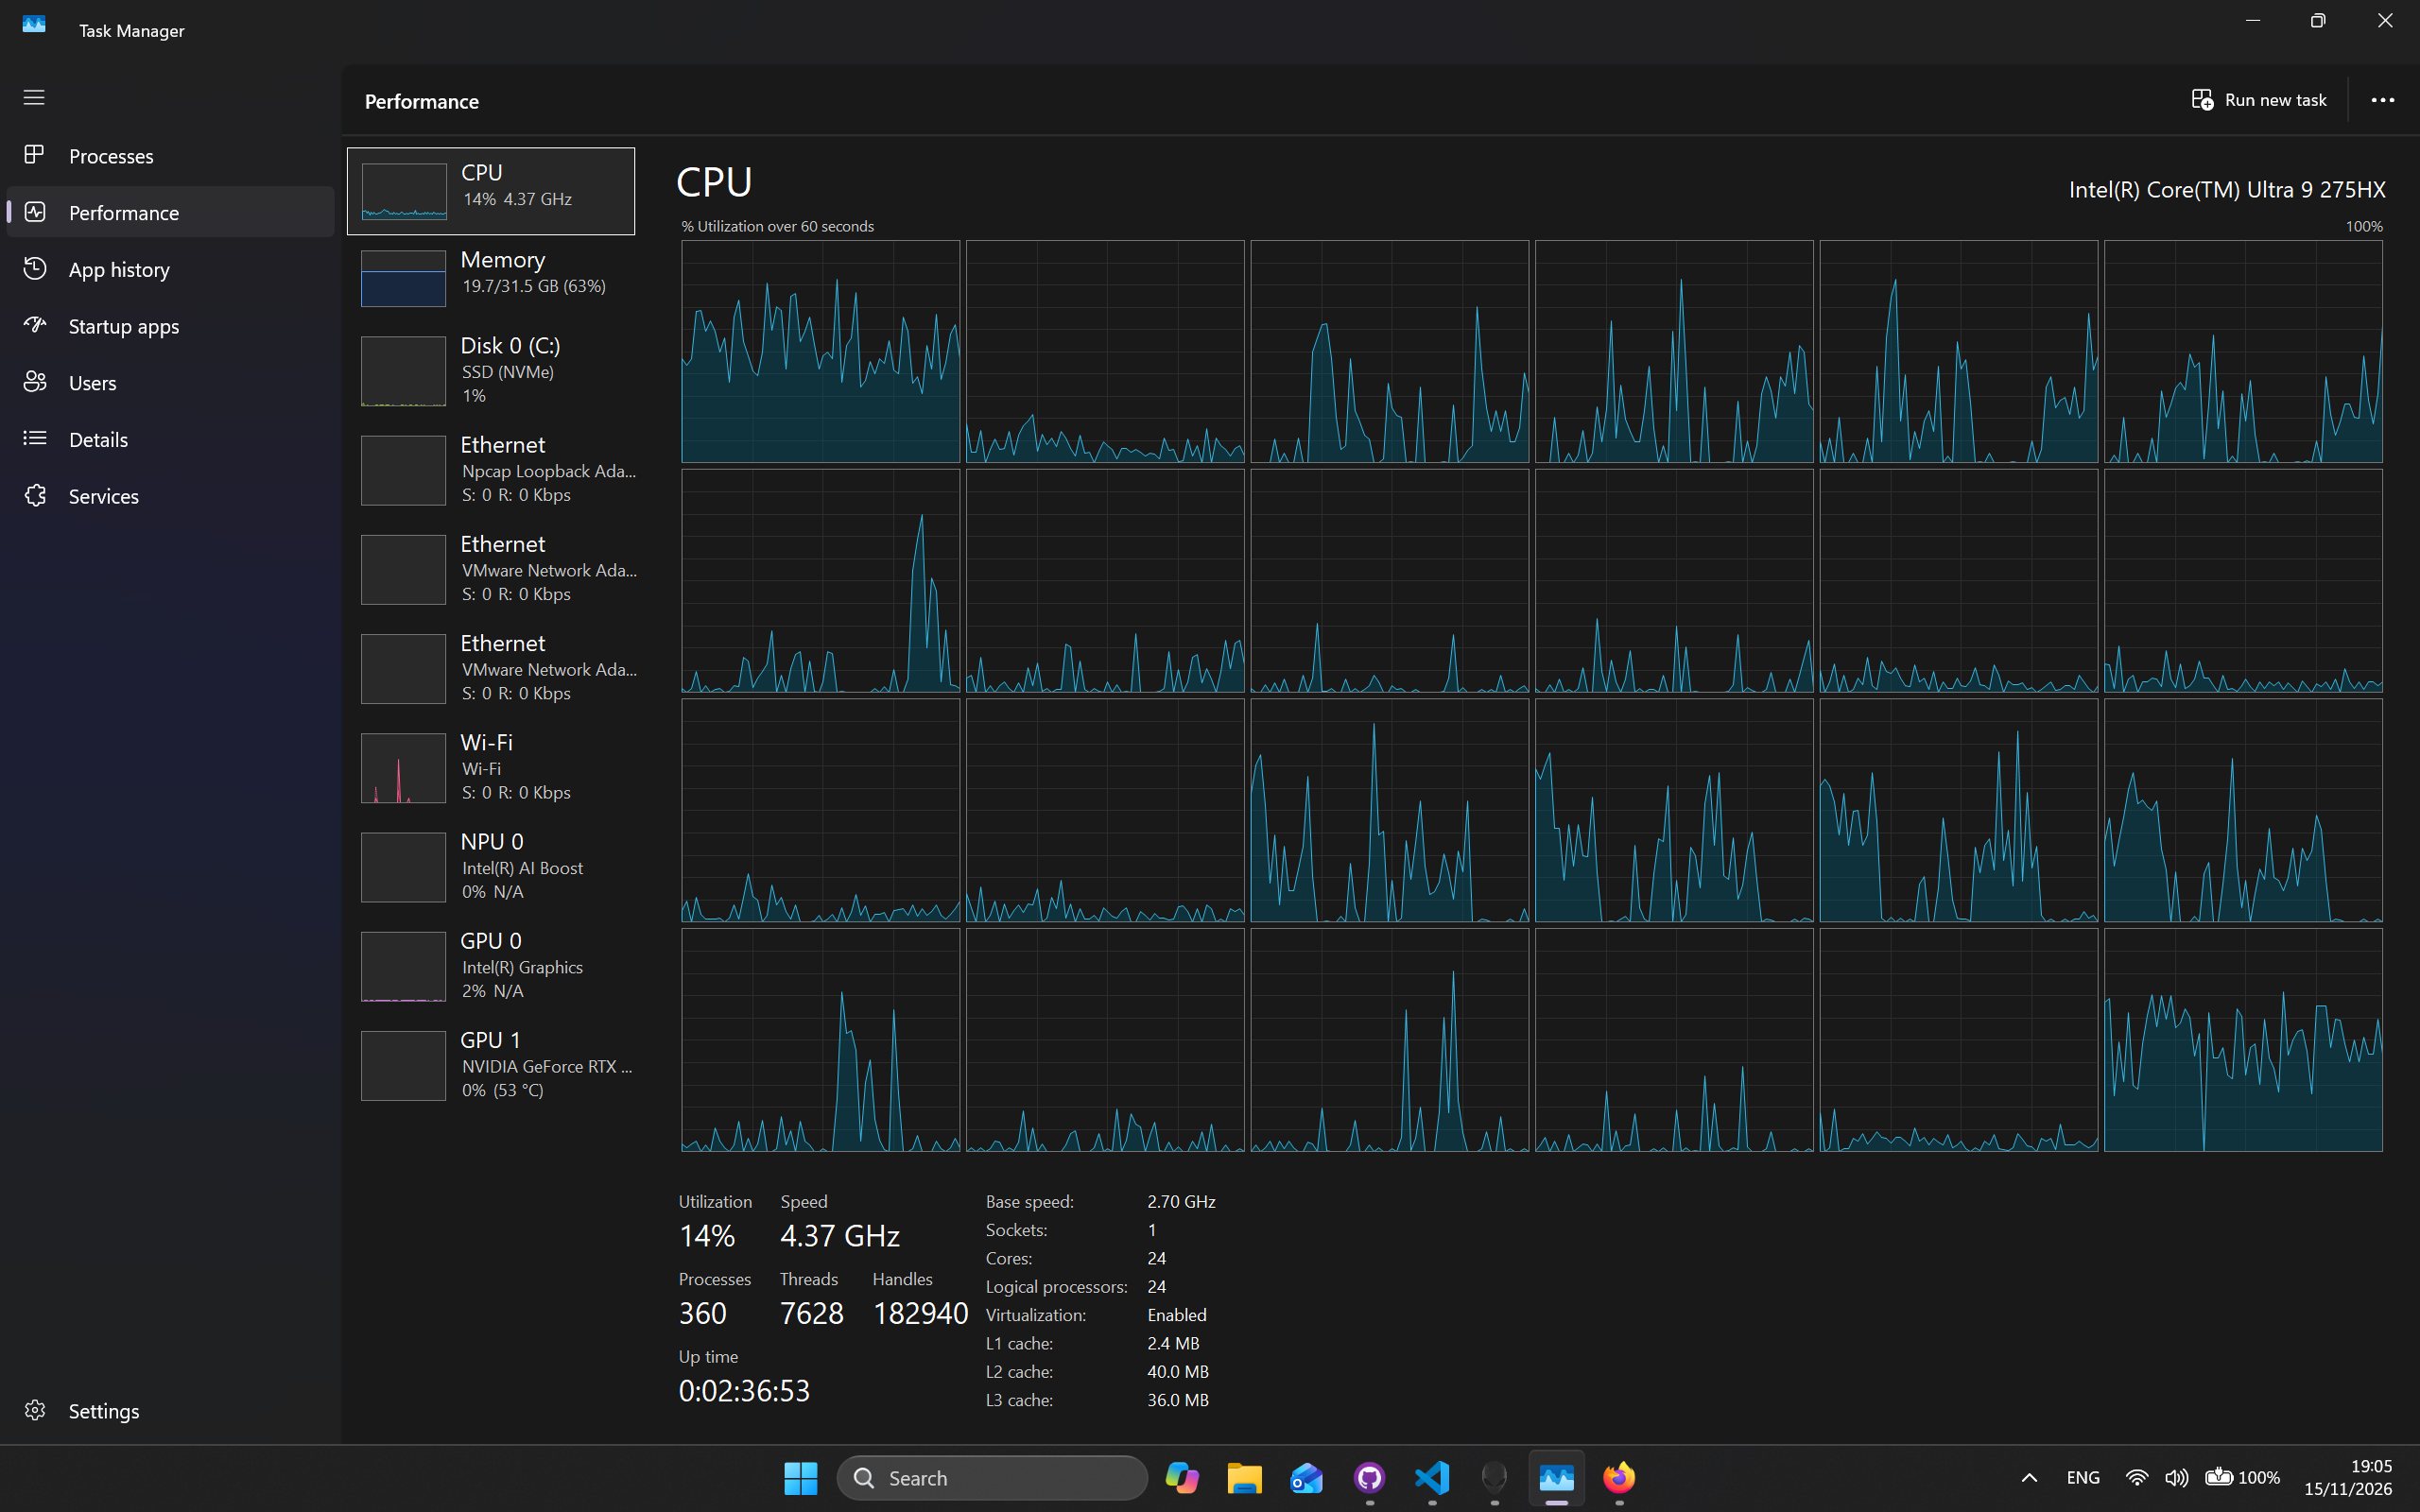 Task Manager
Performance
Run new task
Processes
Performance
App history
Startup apps
Users
Details
Services
Settings
CPU
14% 4.37 GHz
Memory
19.7/31.5 GB (63%)
Disk 0 (C:)
SSD (NVMe)
1%
Ethernet
Npcap Loopback Ada...
S: 0 R: 0 Kbps
Ethernet
VMware Network Ada...
S: 0 R: 0 Kbps
Ethernet
VMware Network Ada...
S: 0 R: 0 Kbps
Wi-Fi
Wi-Fi
S: 0 R: 0 Kbps
NPU 0
Intel(R) AI Boost
0% N/A
GPU 0
Intel(R) Graphics
2% N/A
GPU 1
NVIDIA GeForce RTX ...
0% (53 °C)
CPU
Intel(R) Core(TM) Ultra 9 275HX
% Utilization over 60 seconds
100%
Utilization Speed
14% 4.37 GHz
Processes Threads Handles
360 7628 182940
Up time
0:02:36:53
Base speed: 2.70 GHz
Sockets: 1
Cores: 24
Logical processors: 24
Virtualization: Enabled
L1 cache: 2.4 MB
L2 cache: 40.0 MB
L3 cache: 36.0 MB
Search
ENG
100%
19:05
15/11/2026